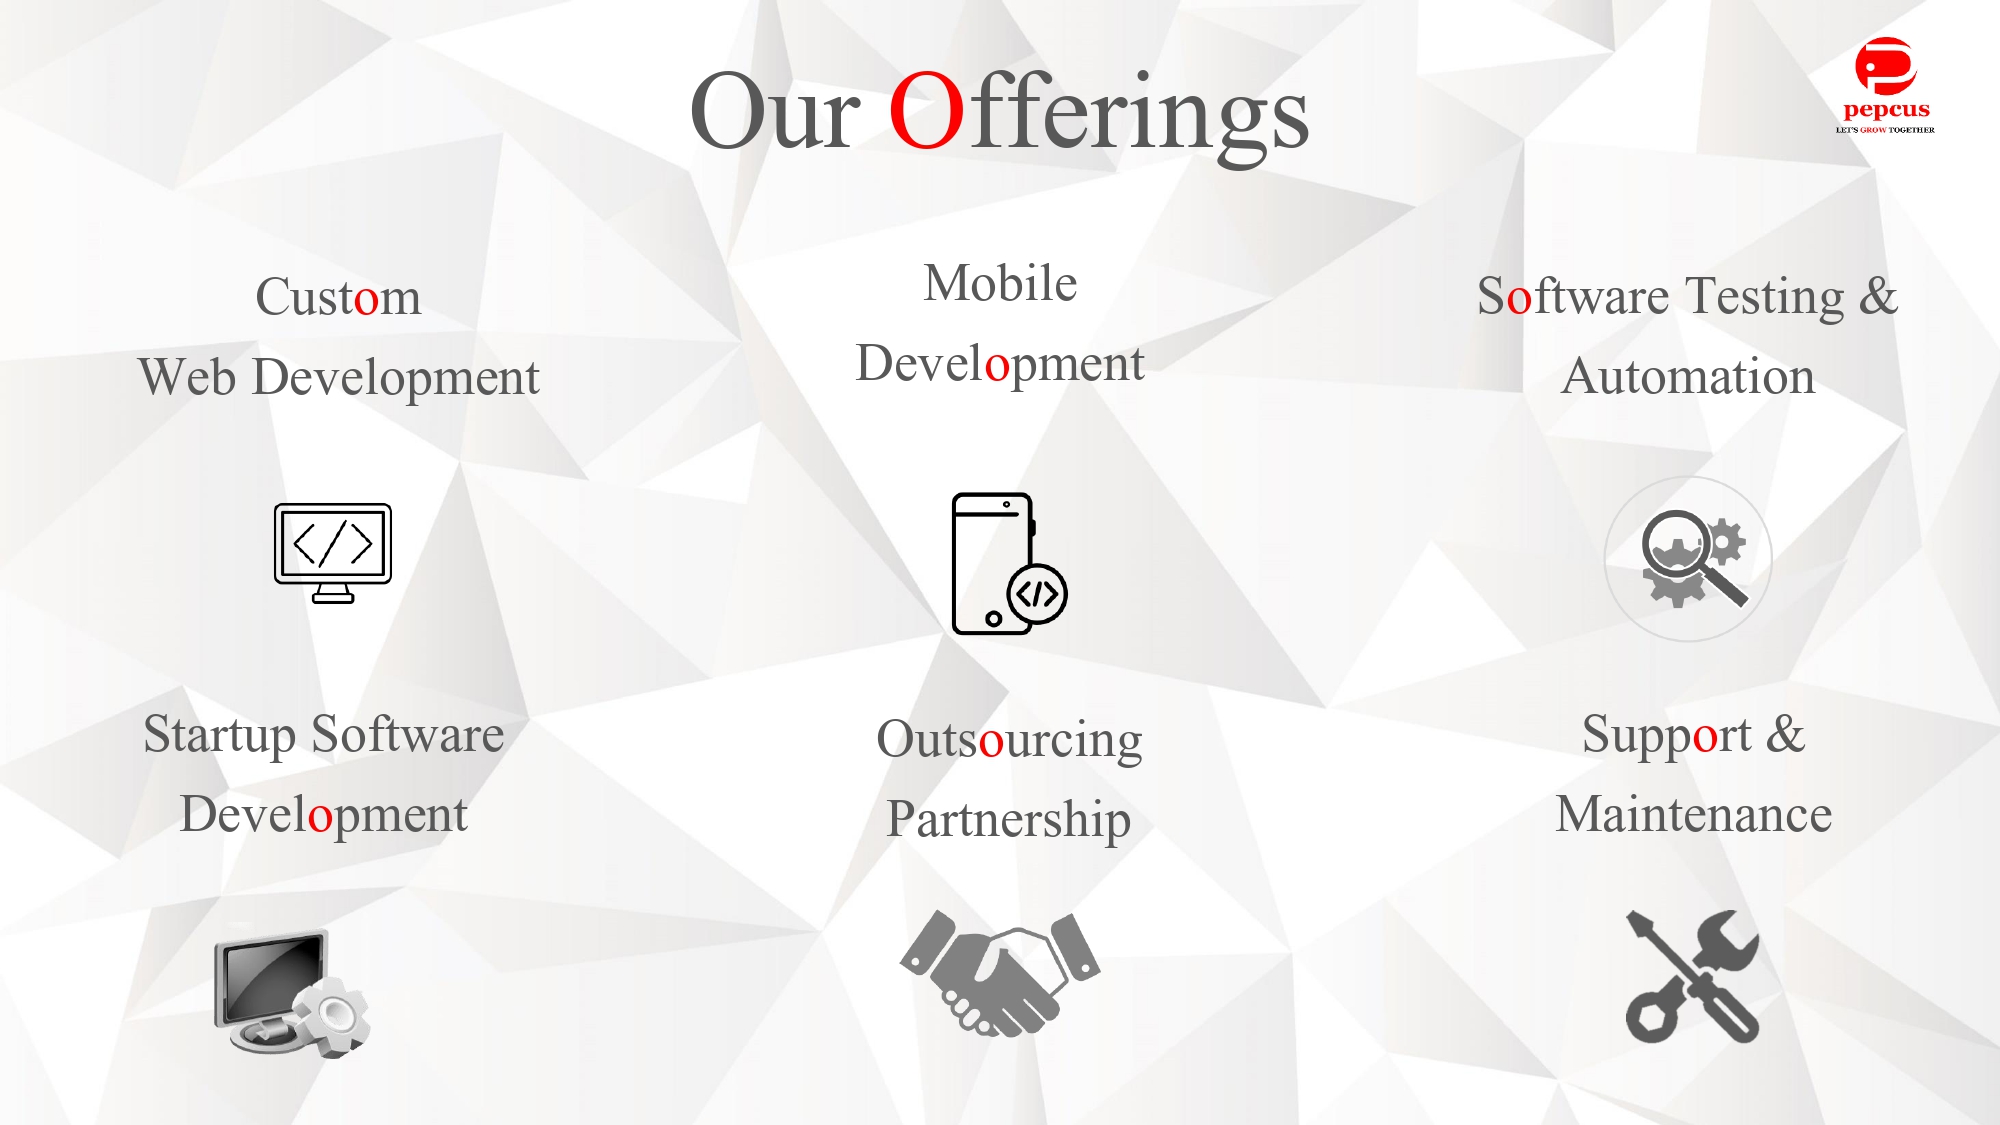 Our Offerings
pepcus
LET'S GROW TOGETHER
Custom
Web Development
Mobile
Development
Software Testing &
Automation
Startup Software
Development
Outsourcing
Partnership
Support &
Maintenance